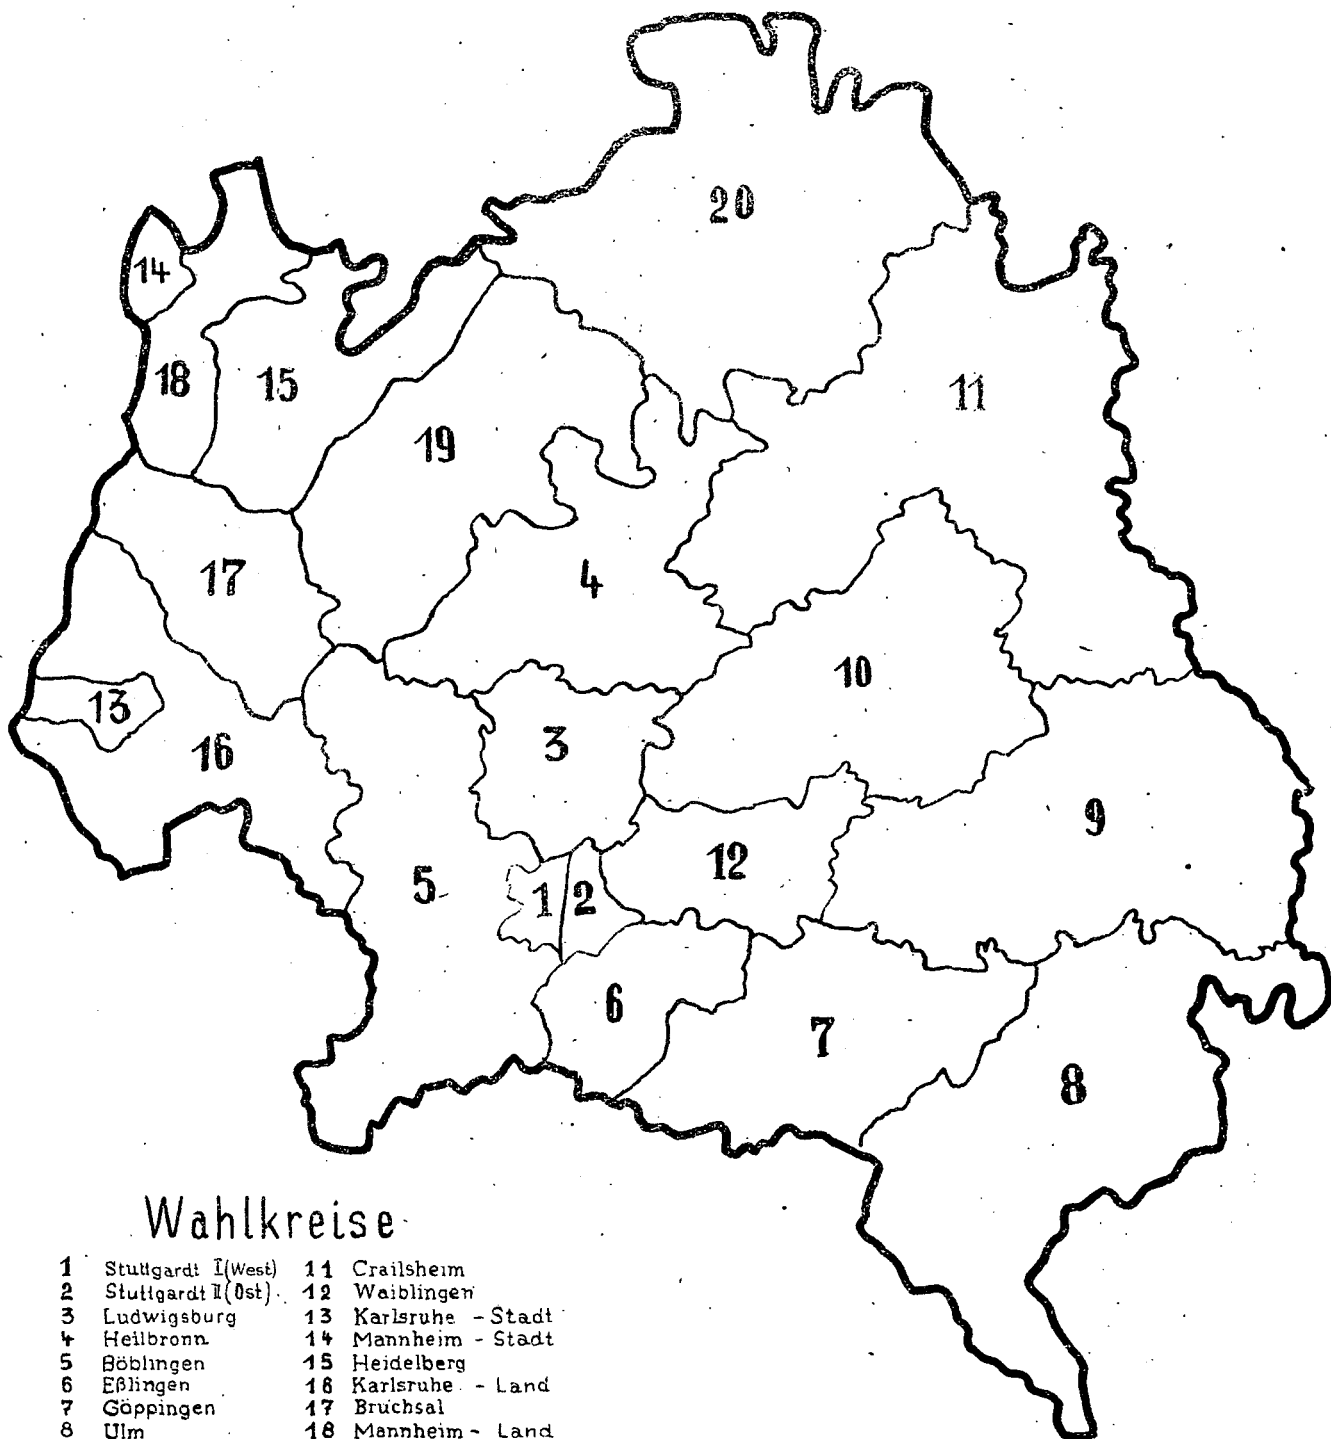 20
14
18
15
11
19
17
4
10
13
3
16
9
12
5
1
2
6
7
8
Wahlkreise
1 Stuttgardt I (West) 11 Crailsheim
2 Stuttgardt II (Ost) 12 Waiblingen
3 Ludwigsburg 13 Karlsruhe - Stadt
4 Heilbronn 14 Mannheim - Stadt
5 Böblingen 15 Heidelberg
6 Eßlingen 16 Karlsruhe - Land
7 Göppingen 17 Bruchsal
8 Ulm 18 Mannheim - Land